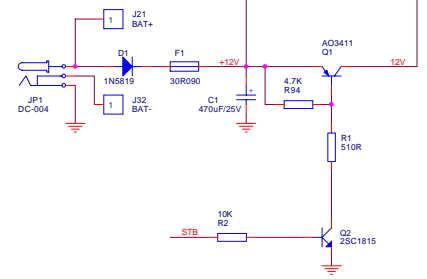 1
J21
BAT+
D1
F1
+12V
AO3411
Q1
12V
1N5819
30R090
4.7K
R94
JP1
DC-004
1
J32
BAT-
C1
+
470uF/25V
R1
510R
10K
R2
STB
Q2
2SC1815